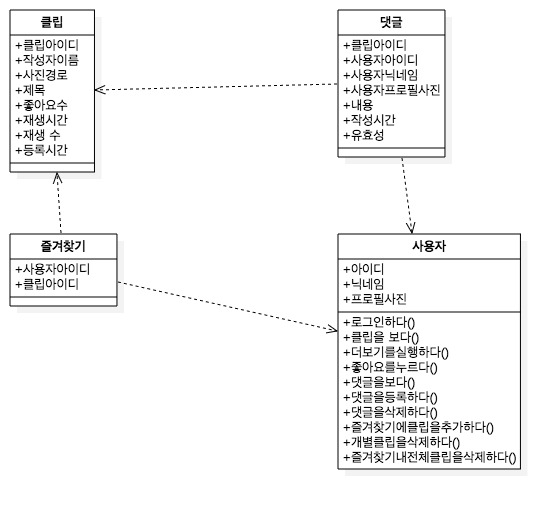 클립
+클립아이디
+작성자이름
+사진경로
+제목
+좋아요수
+재생시간
+재생 수
+등록시간
댓글
+클립아이디
+사용자아이디
+사용자닉네임
+사용자프로필사진
+내용
+작성시간
+유효성
즐겨찾기
+사용자아이디
+클립아이디
사용자
+아이디
+닉네임
+프로필사진
+로그인하다()
+클립을 보다()
+더보기를실행하다()
+좋아요를누르다()
+댓글을보다()
+댓글을등록하다()
+댓글을삭제하다()
+즐겨찾기에클립을추가하다()
+개별클립을삭제하다()
+즐겨찾기내전체클립을삭제하다()